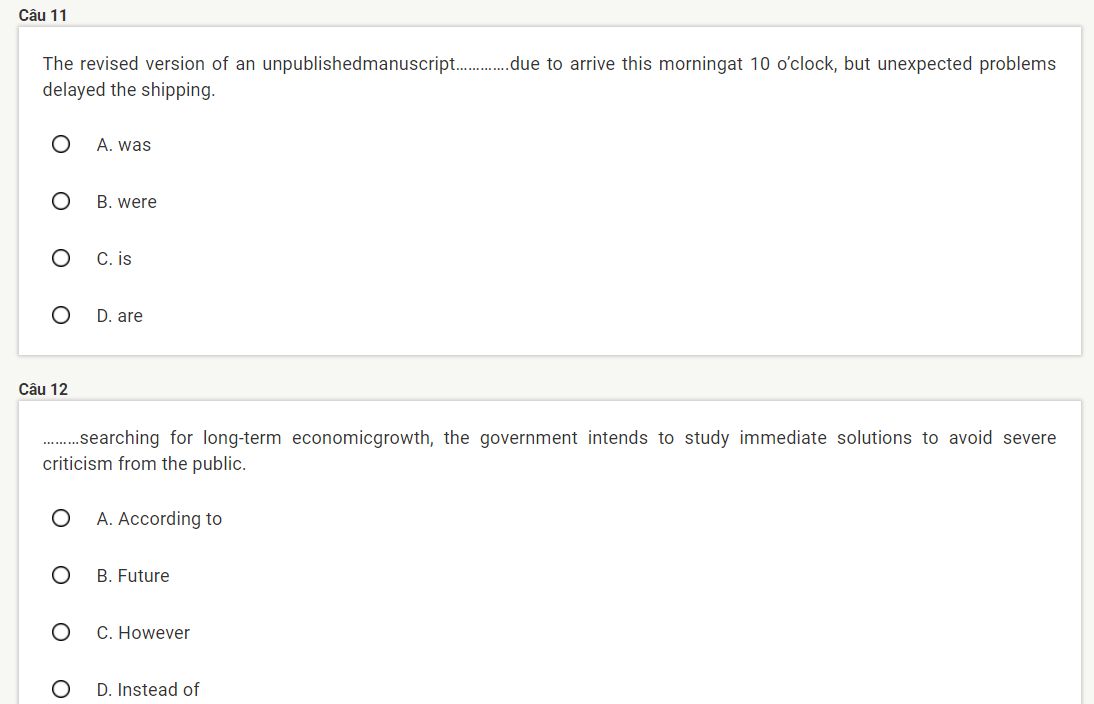 Câu 11
The revised version of an unpublishedmanuscript.............due to arrive this morningat 10 o’clock, but unexpected problems
delayed the shipping.
A. was
B. were
C. is
D. are
Câu 12
.........searching for long-term economicgrowth, the government intends to study immediate solutions to avoid severe
criticism from the public.
A. According to
B. Future
C. However
D. Instead of